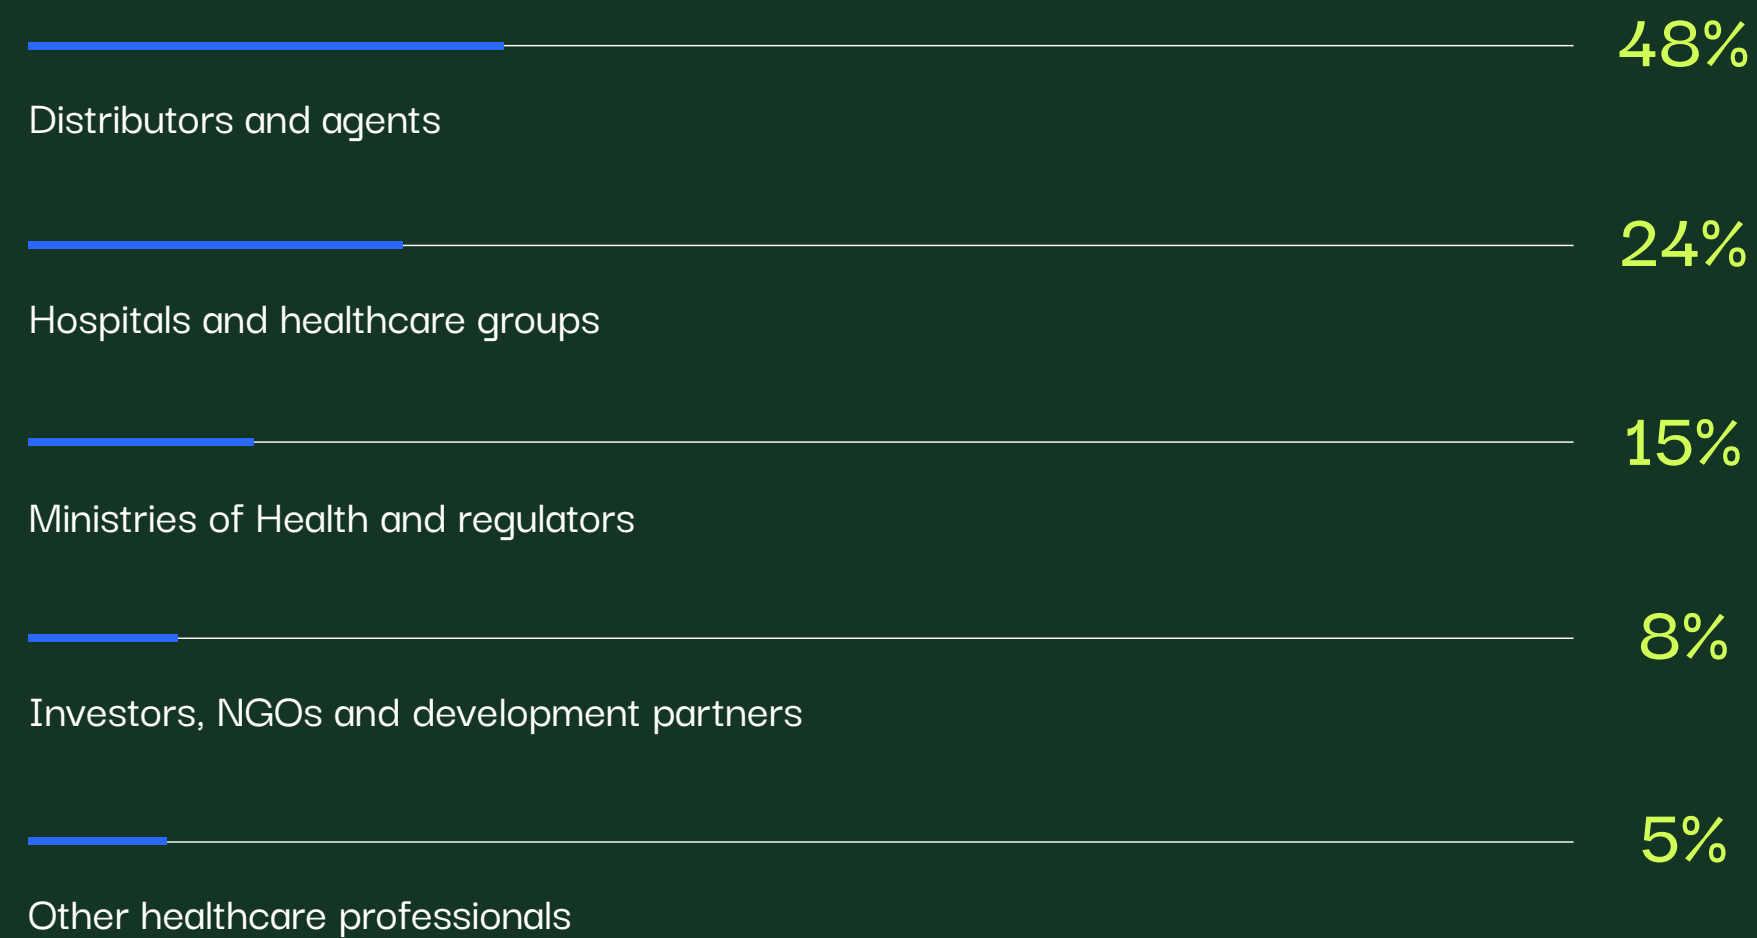 48%
Distributors and agents
24%
Hospitals and healthcare groups
15%
Ministries of Health and regulators
8%
Investors, NGOs and development partners
5%
Other healthcare professionals